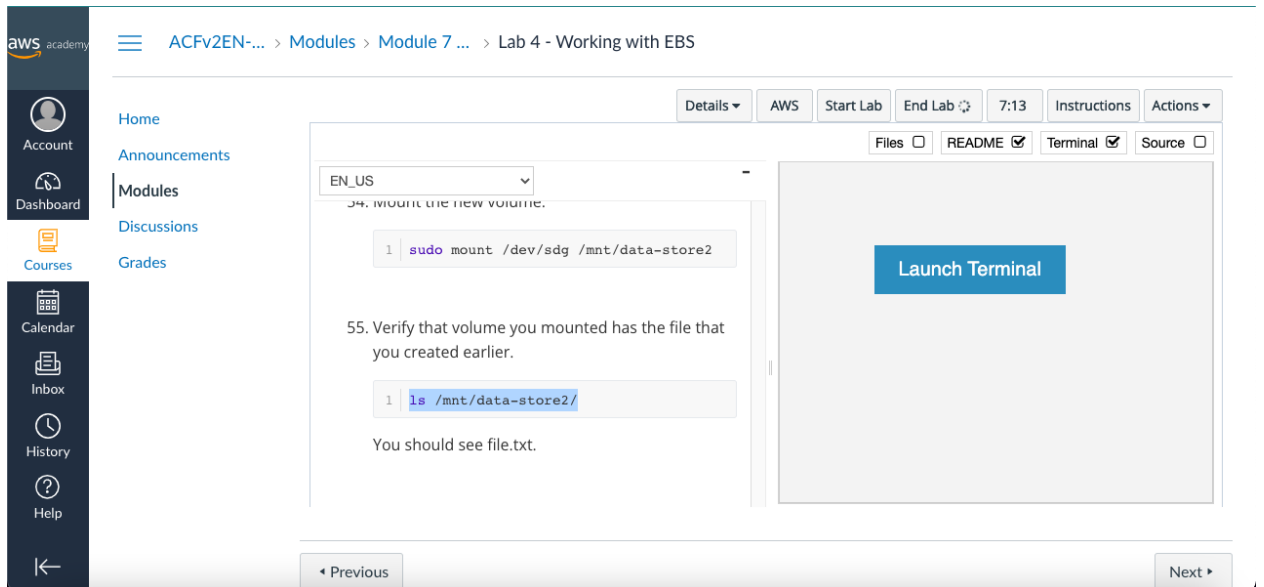 aws academy
ACFv2EN-... > Modules > Module 7 ... > Lab 4 - Working with EBS
Account
Dashboard
Courses
Calendar
Inbox
History
Help
Home
Announcements
Modules
Discussions
Grades
Details
AWS
Start Lab
End Lab
7:13
Instructions
Actions
Files
README
Terminal
Source
EN_US
54. Mount the new volume.
1 sudo mount /dev/sdg /mnt/data-store2
55. Verify that volume you mounted has the file that
you created earlier.
1 ls /mnt/data-store2/
You should see file.txt.
Launch Terminal
Previous
Next